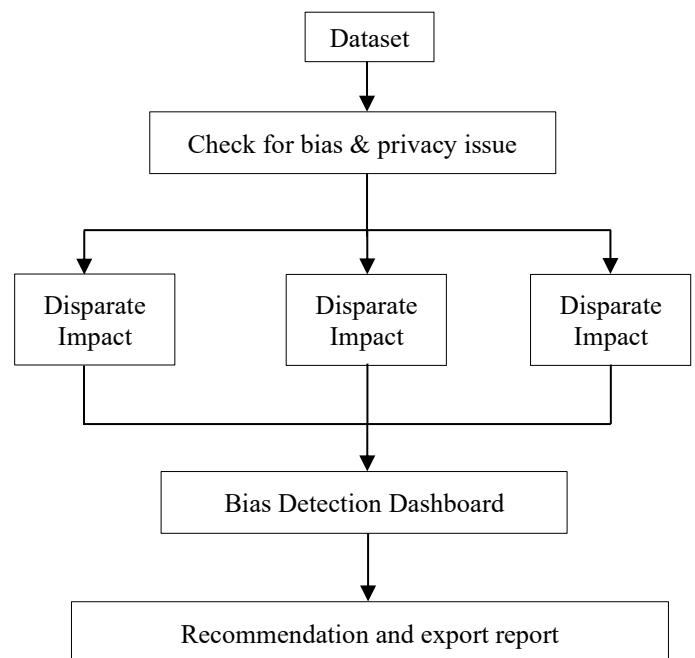 Dataset
Check for bias & privacy issue
Disparate
Impact
Disparate
Impact
Disparate
Impact
Bias Detection Dashboard
Recommendation and export report